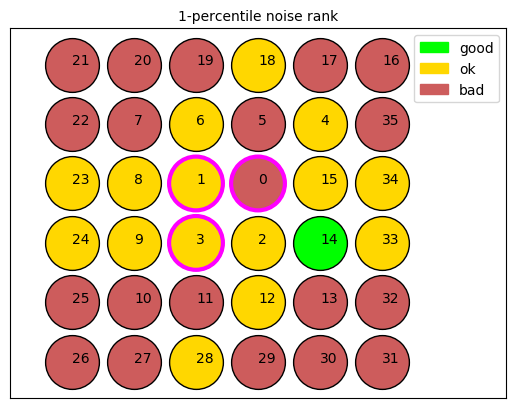 1-percentile noise rank
21 20 19 18 17 16
22 7 6 5 4 35
23 8 1 0 15 34
24 9 3 2 14 33
25 10 11 12 13 32
26 27 28 29 30 31
good
ok
bad